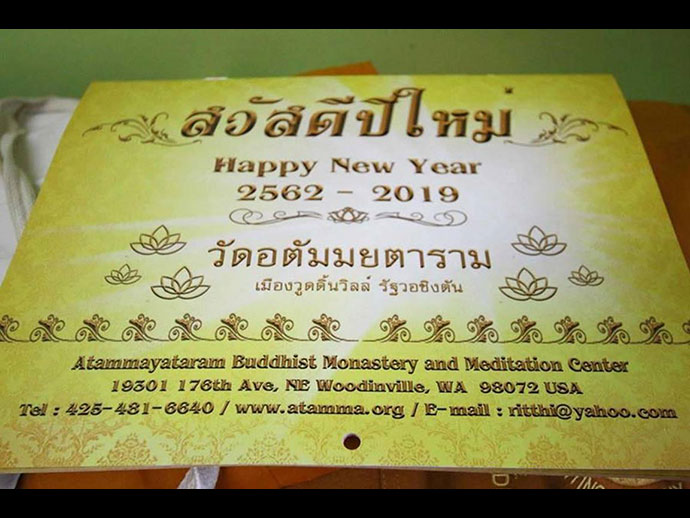 สวัสดีปีใหม่
Happy New Year
2562 - 2019
วัดอตัมมยตาราม
เมืองวูดดิ้นวิลล์ รัฐวอชิงตัน
Atammayataram Buddhist Monastery and Meditation Center
19301 176th Ave, NE Woodinville, WA 98072 USA
Tel : 425-481-6640 / www.atamma.org / E-mail : ritthi@yahoo.com